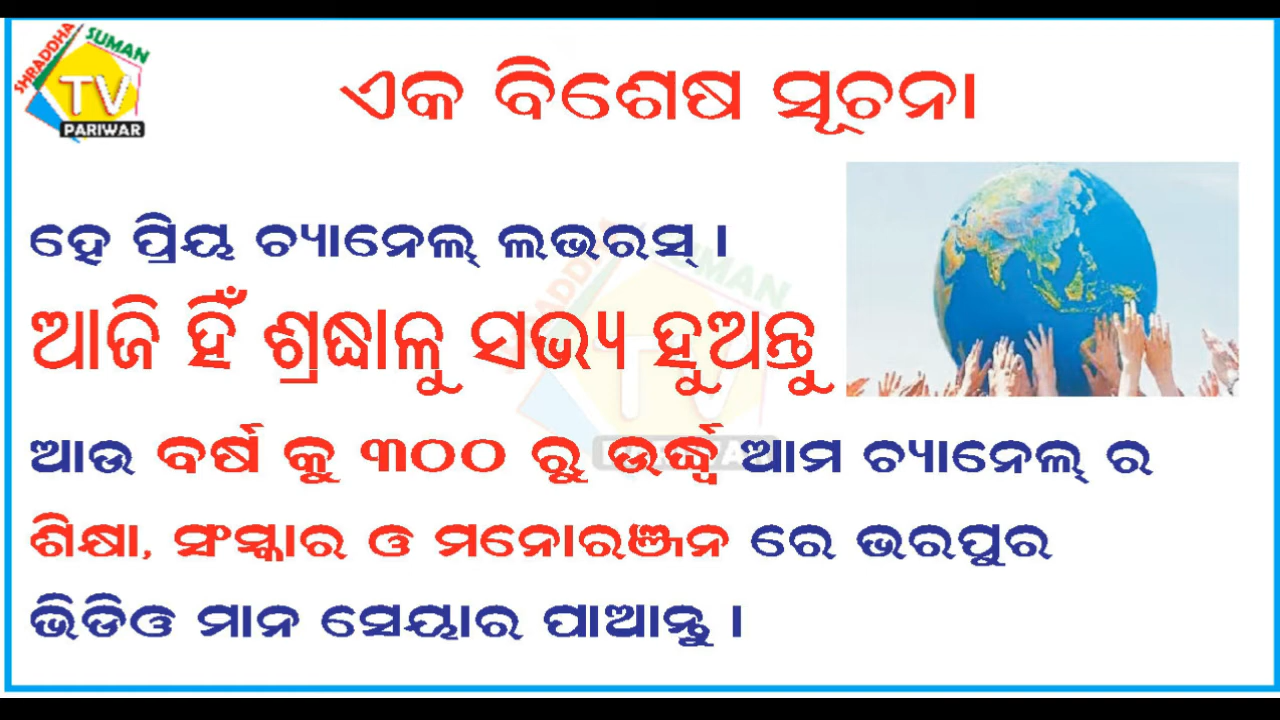 SHRADDHA SUMAN
TV
PARIWAR
ଏକ ବିଶେଷ ସୂଚନା
ହେ ପ୍ରିୟ ଚ୍ୟାନେଲ୍ ଲଭରସ୍ ।
ଆଜି ହିଁ ଶ୍ରଦ୍ଧାଳୁ ସଭ୍ୟ ହୁଅନ୍ତୁ
ଆଉ ବର୍ଷ କୁ ୩୦୦ ରୁ ଉର୍ଦ୍ଧ୍ୱ ଆମ ଚ୍ୟାନେଲ୍ ର
ଶିକ୍ଷା, ସଂସ୍କାର ଓ ମନୋରଞ୍ଜନ ରେ ଭରପୁର
ଭିଡିଓ ମାନ ସେୟାର ପାଆନ୍ତୁ ।